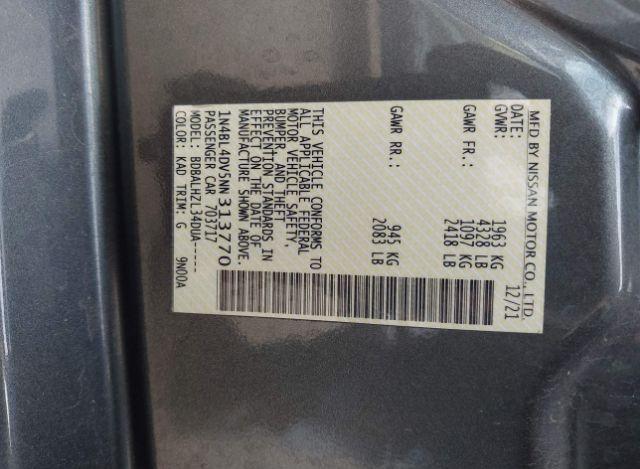 MFD BY NISSAN MOTOR CO., LTD.
DATE: 12/21
GVWR: 1963 KG
4328 LB
GAWR FR.: 1097 KG
2418 LB
GAWR RR.: 945 KG
2083 LB
THIS VEHICLE CONFORMS TO
ALL APPLICABLE FEDERAL
MOTOR VEHICLE SAFETY,
BUMPER, AND THEFT
PREVENTION STANDARDS IN
EFFECT ON THE DATE OF
MANUFACTURE SHOWN ABOVE.
1N4BL4DV5NN313770
PASSENGER CAR 703717
MODEL: BDBALHZL34DUA-----
COLOR: KAD TRIM: G 9N00A